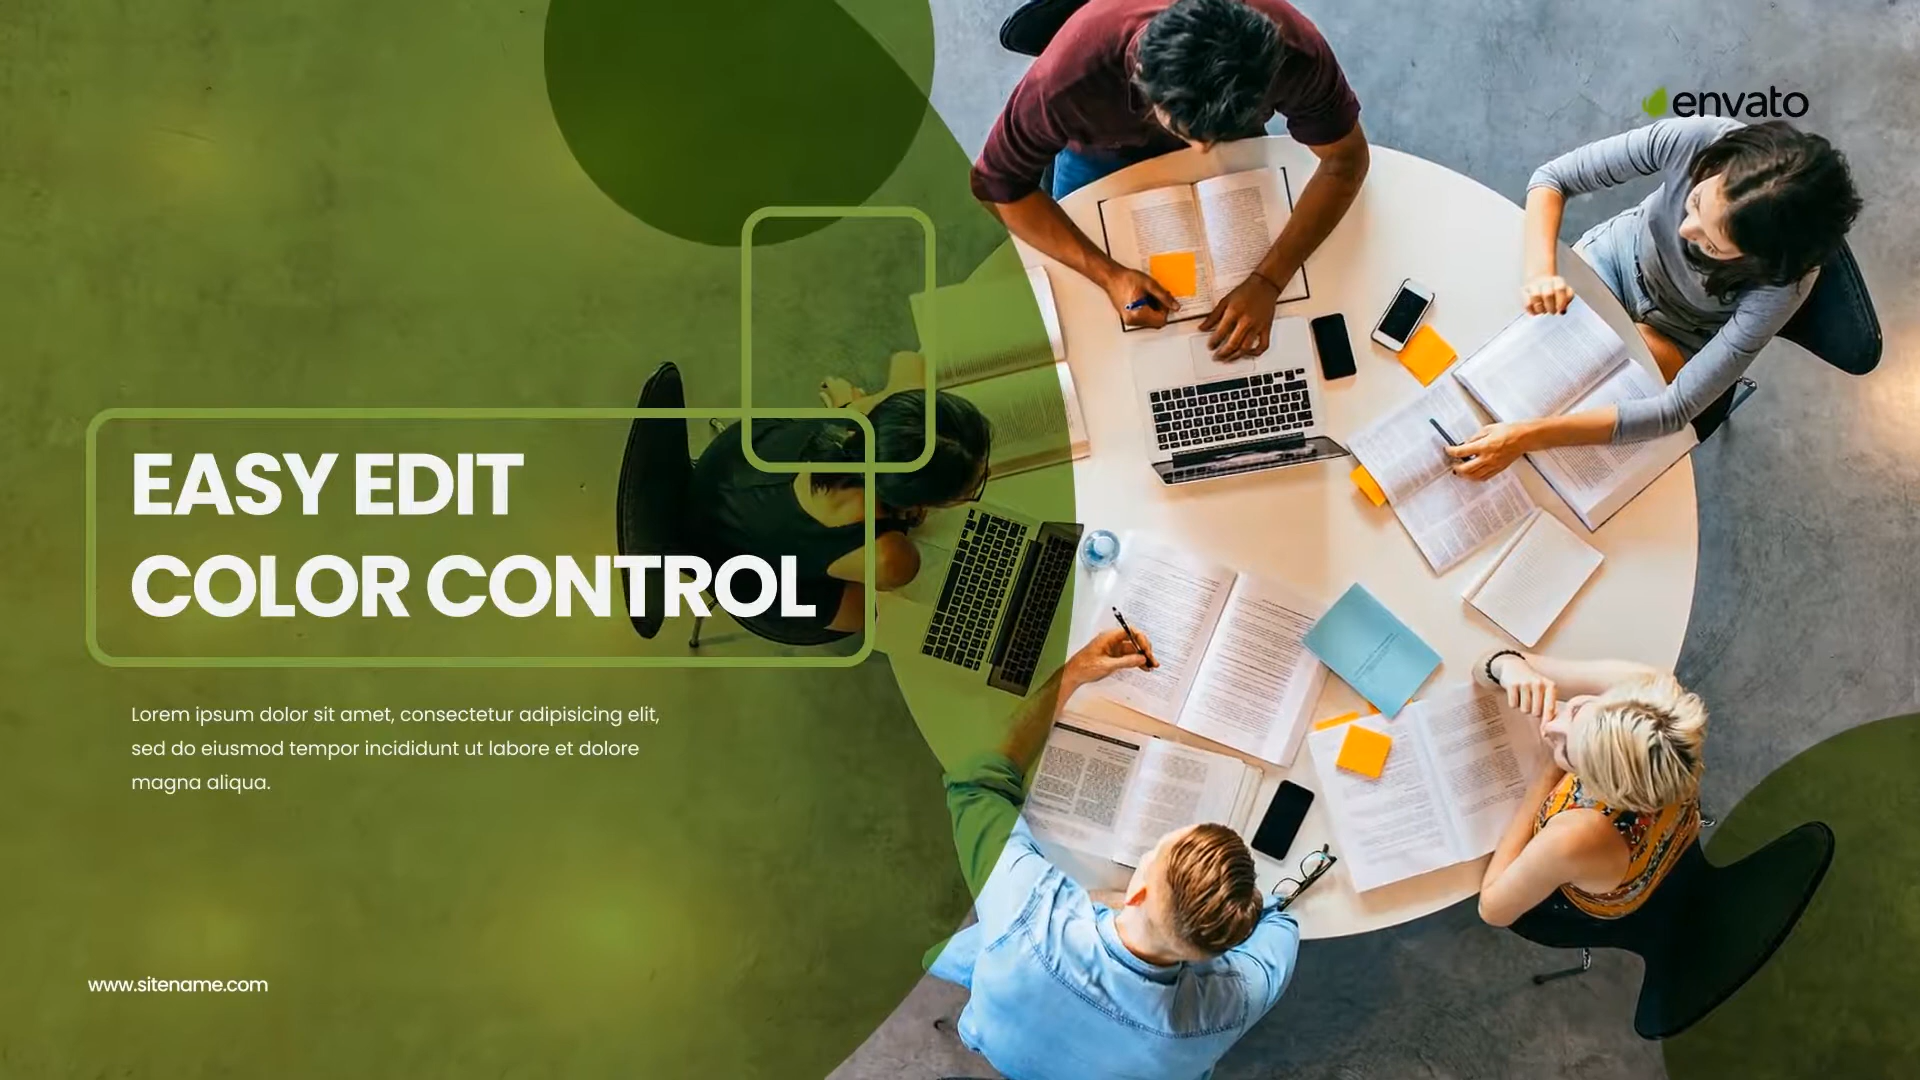 envato
EASY EDIT
COLOR CONTROL
Lorem ipsum dolor sit amet, consectetur adipisicing elit,
sed do eiusmod tempor incididunt ut labore et dolore
magna aliqua.
www.sitename.com